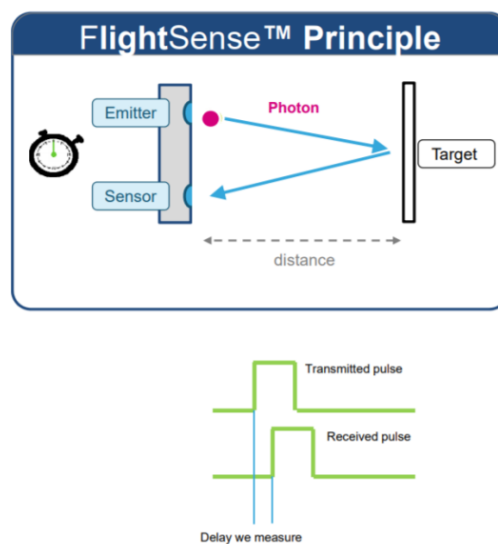 FlightSense™ Principle
Emitter
Photon
Target
Sensor
distance
Transmitted pulse
Received pulse
Delay we measure